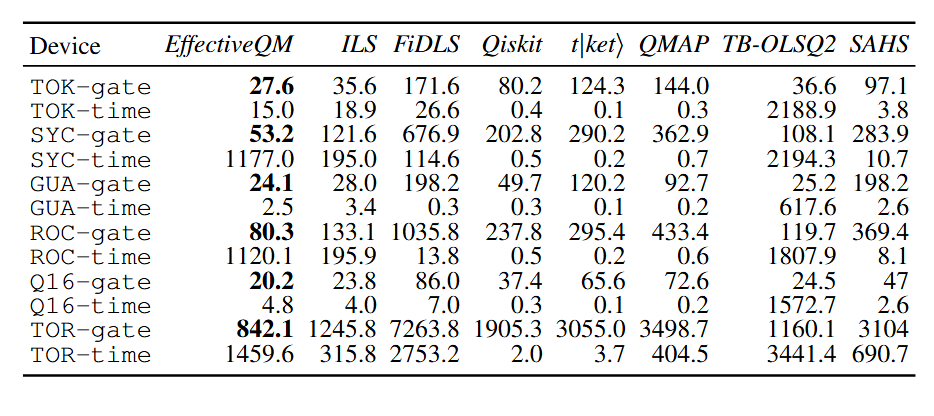 Device EffectiveQM ILS FiDLS Qiskit t|ket⟩ QMAP TB-OLSQ2 SAHS
TOK-gate 27.6 35.6 171.6 80.2 124.3 144.0 36.6 97.1
TOK-time 15.0 18.9 26.6 0.4 0.1 0.3 2188.9 3.8
SYC-gate 53.2 121.6 676.9 202.8 290.2 362.9 108.1 283.9
SYC-time 1177.0 195.0 114.6 0.5 0.2 0.7 2194.3 10.7
GUA-gate 24.1 28.0 198.2 49.7 120.2 92.7 25.2 198.2
GUA-time 2.5 3.4 0.3 0.3 0.1 0.2 617.6 2.6
ROC-gate 80.3 133.1 1035.8 237.8 295.4 433.4 119.7 369.4
ROC-time 1120.1 195.9 13.8 0.5 0.2 0.6 1807.9 8.1
Q16-gate 20.2 23.8 86.0 37.4 65.6 72.6 24.5 47
Q16-time 4.8 4.0 7.0 0.3 0.1 0.2 1572.7 2.6
TOR-gate 842.1 1245.8 7263.8 1905.3 3055.0 3498.7 1160.1 3104
TOR-time 1459.6 315.8 2753.2 2.0 3.7 404.5 3441.4 690.7